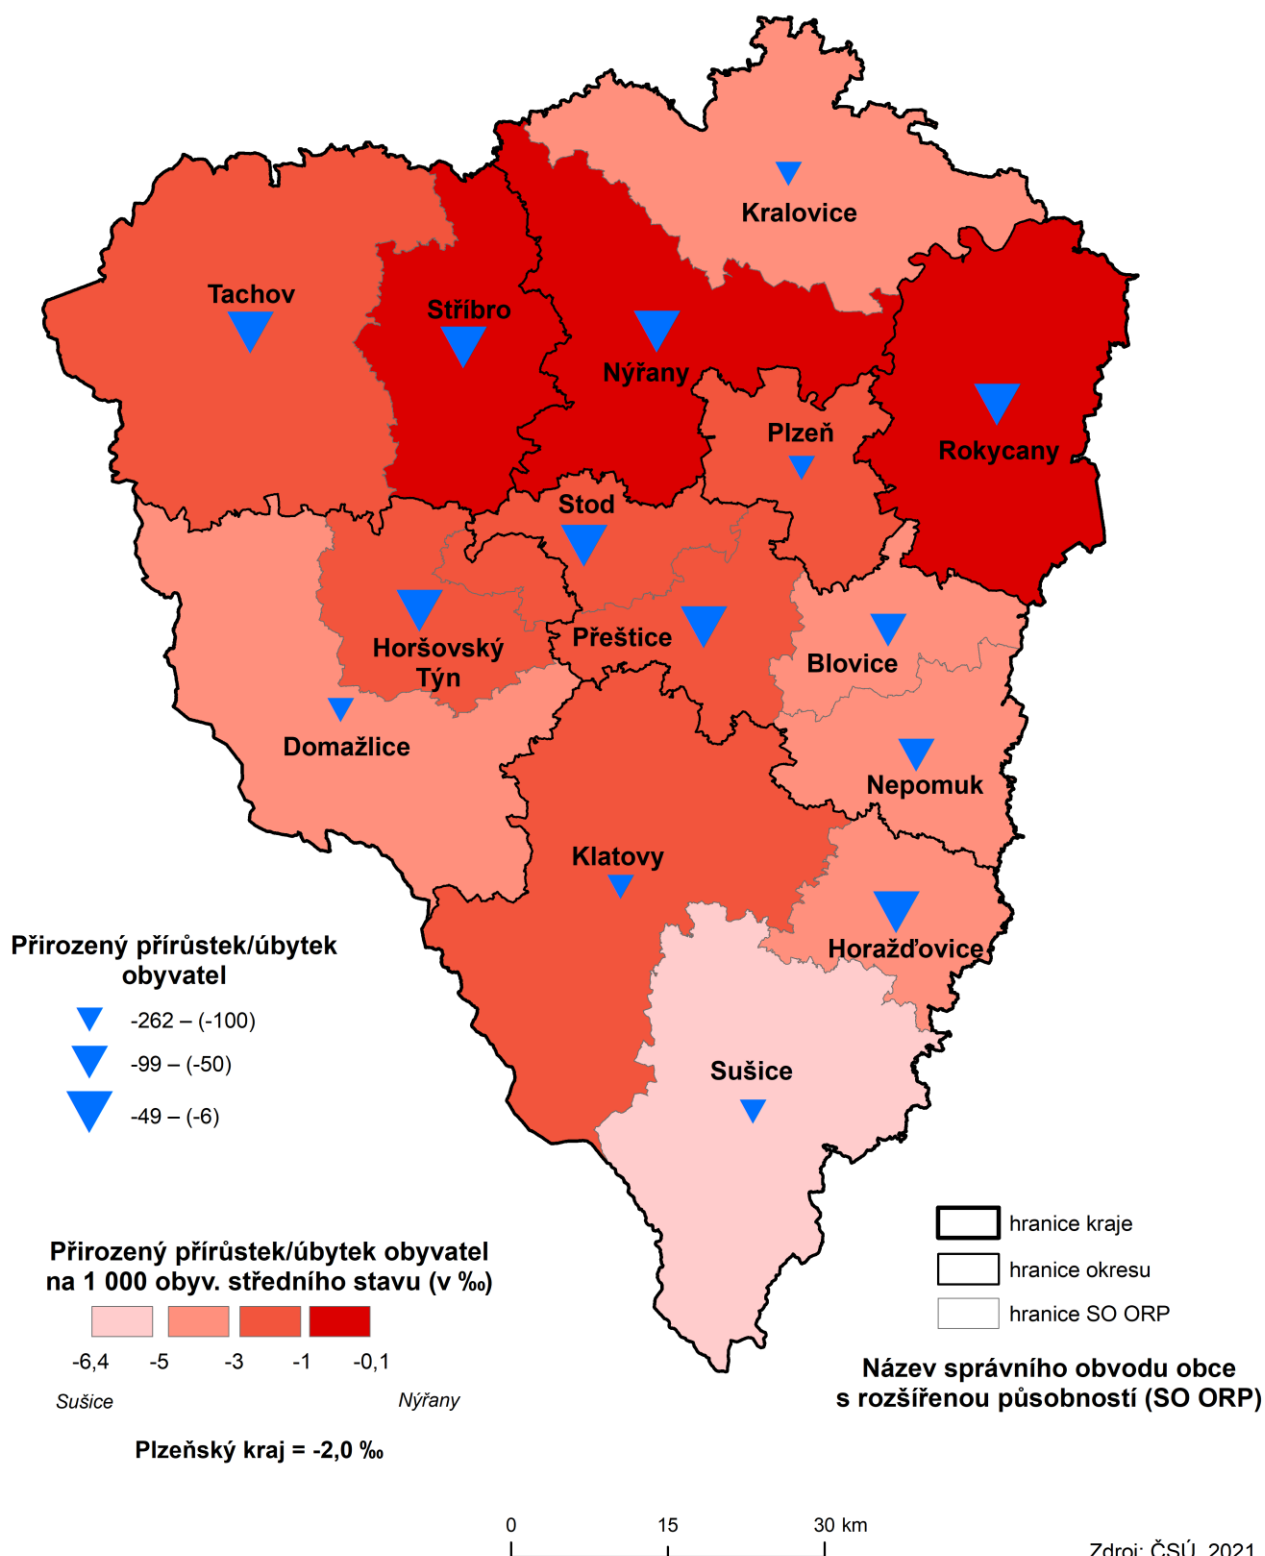 Kralovice
Tachov
Stříbro
Nýřany
Plzeň
Rokycany
Stod
Přeštice
Horšovský
Týn
Blovice
Domažlice
Nepomuk
Klatovy
Horažďovice
Sušice
Přirozený přírůstek/úbytek
obyvatel
-262 – (-100)
-99 – (-50)
-49 – (-6)
Přirozený přírůstek/úbytek obyvatel
na 1 000 obyv. středního stavu (v ‰)
-6,4 -5 -3 -1 -0,1
Sušice Nýřany
Plzeňský kraj = -2,0 ‰
hranice kraje
hranice okresu
hranice SO ORP
Název správního obvodu obce
s rozšířenou působností (SO ORP)
0 15 30 km
Zdroj: ČSÚ, 2021